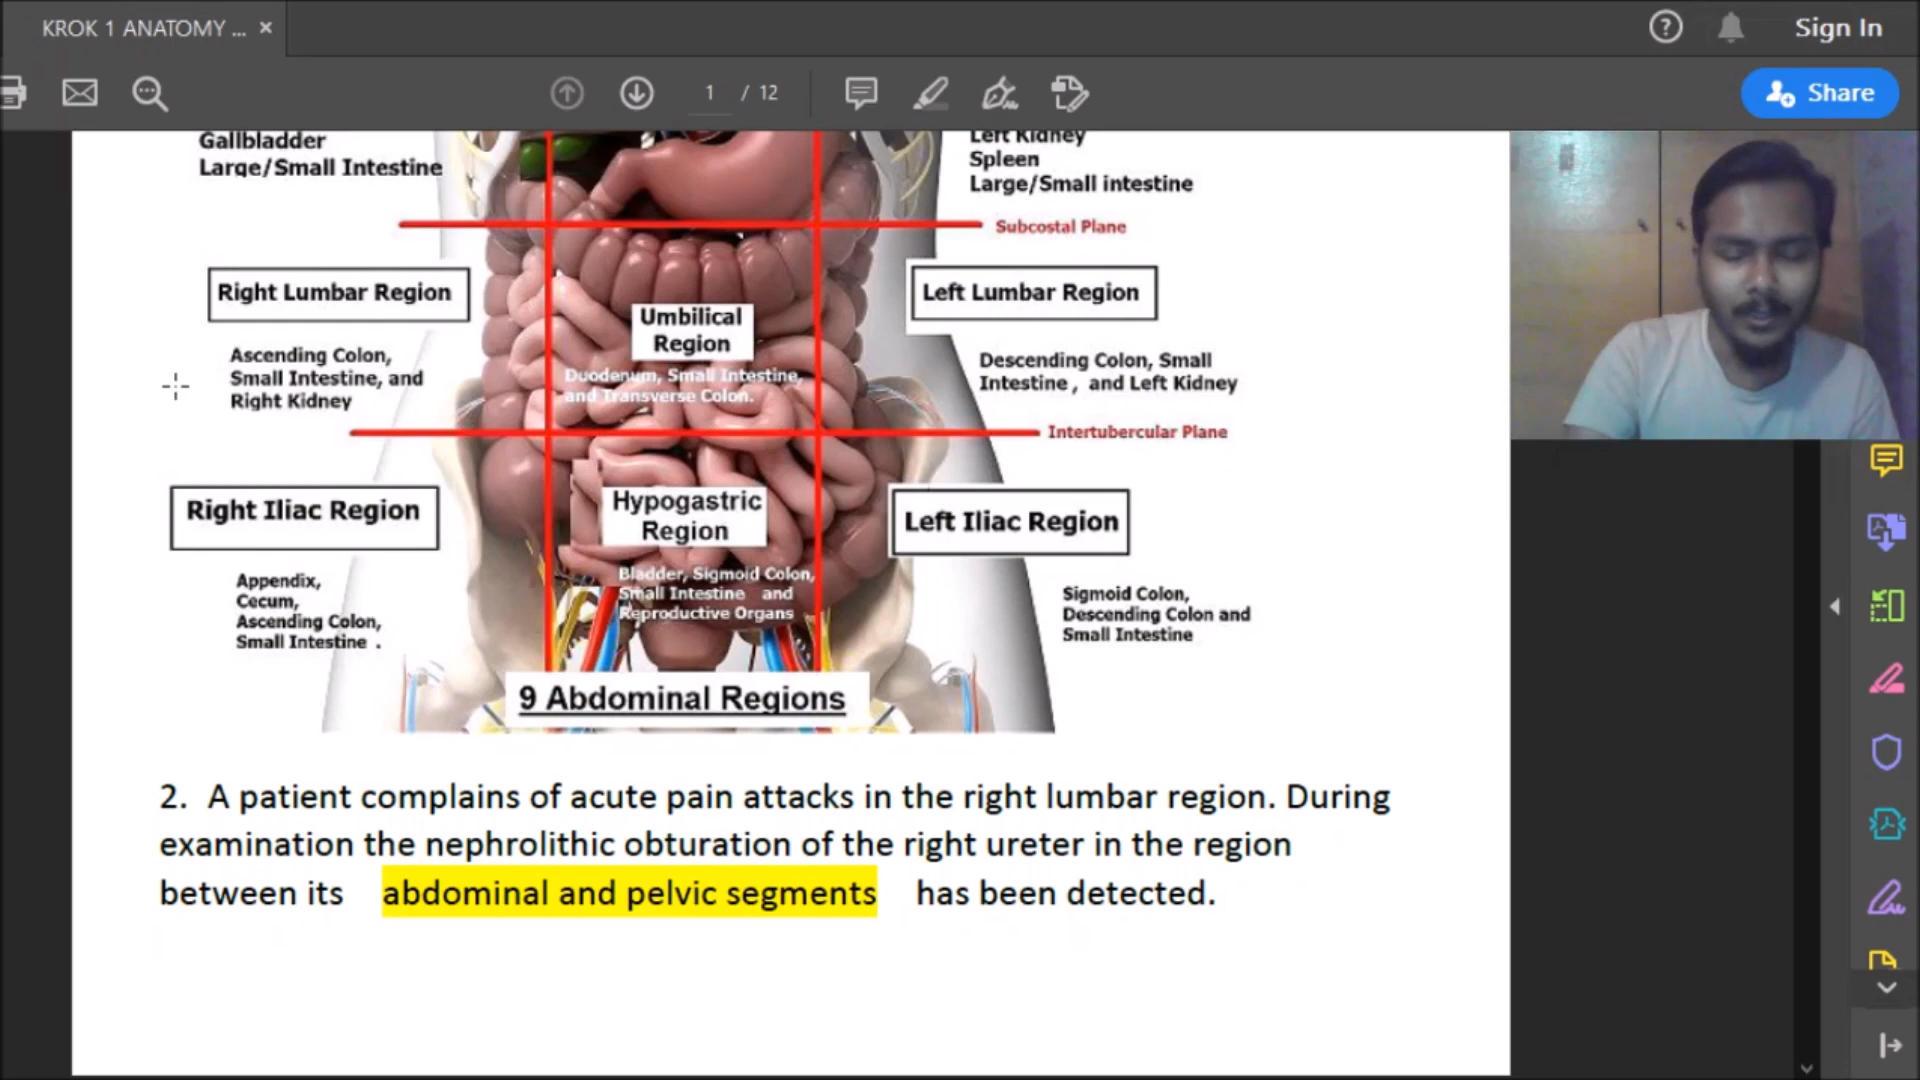 KROK 1 ANATOMY ...
Sign In
1 / 12
Share
Gallbladder
Large/Small Intestine
Left Kidney
Spleen
Large/Small intestine
Subcostal Plane
Right Lumbar Region
Left Lumbar Region
Umbilical
Region
Ascending Colon,
Small Intestine, and
Right Kidney
Duodenum, Small Intestine,
and Transverse Colon.
Descending Colon, Small
Intestine , and Left Kidney
Intertubercular Plane
Right Iliac Region
Hypogastric
Region
Left Iliac Region
Appendix,
Cecum,
Ascending Colon,
Small Intestine .
Bladder, Sigmoid Colon,
Small Intestine and
Reproductive Organs
Sigmoid Colon,
Descending Colon and
Small Intestine
9 Abdominal Regions
2. A patient complains of acute pain attacks in the right lumbar region. During
examination the nephrolithic obturation of the right ureter in the region
between its abdominal and pelvic segments has been detected.